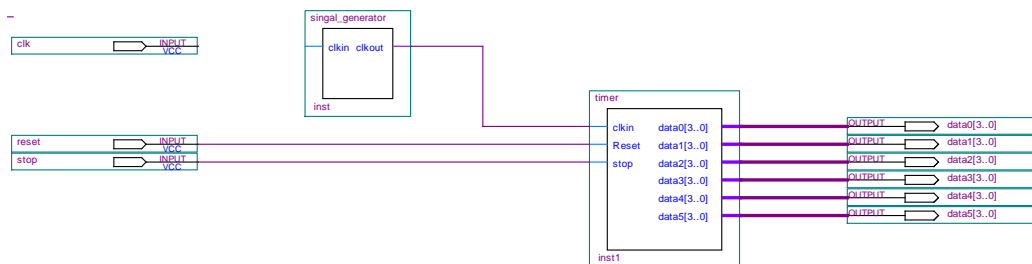 singal_generator
clk INPUT VCC
clkin clkout
inst
timer
clkin data0[3..0] OUTPUT data0[3..0]
reset INPUT VCC Reset data1[3..0] OUTPUT data1[3..0]
stop INPUT VCC stop data2[3..0] OUTPUT data2[3..0]
data3[3..0] OUTPUT data3[3..0]
data4[3..0] OUTPUT data4[3..0]
data5[3..0] OUTPUT data5[3..0]
inst1